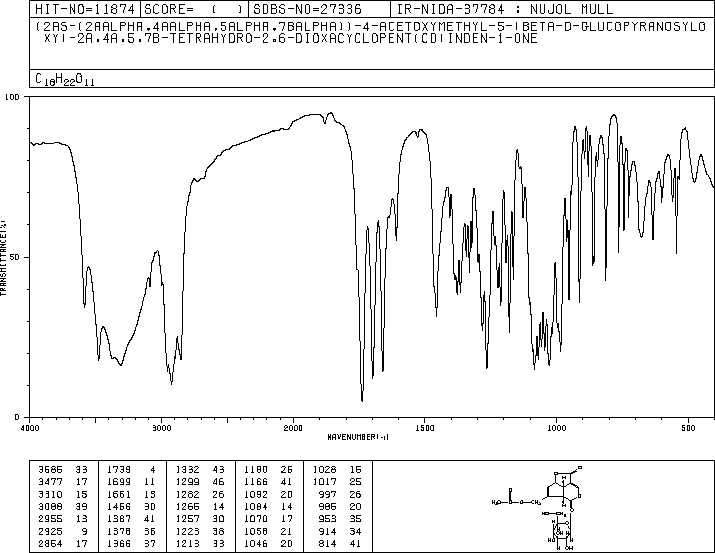 HIT-NO=11874 SCORE= ( ) SDBS-NO=27336 IR-NIDA-37784 : NUJOL MULL
(2AS-(2AALPHA,4AALPHA,5ALPHA,7BALPHA))-4-ACETOXYMETHYL-5-(BETA-D-GLUCOPYRANOSYLO
XY)-2A,4A,5,7B-TETRAHYDRO-2,6-DIOXACYCLOPENT(CD)INDEN-1-ONE
C18H22O11
100
50
0
TRANSMITTANCE(%)
4000 3000 2000 1500 1000 500
WAVENUMBER(-1)
3585 33 1739 4 1332 43 1180 26 1028 16
3477 17 1699 11 1299 46 1166 41 1017 25
3310 15 1661 15 1282 26 1092 20 997 26
3088 39 1456 30 1265 14 1084 14 985 20
2955 13 1387 41 1257 30 1070 17 953 35
2925 9 1378 36 1223 38 1058 21 914 34
2854 17 1366 37 1213 33 1046 20 814 41